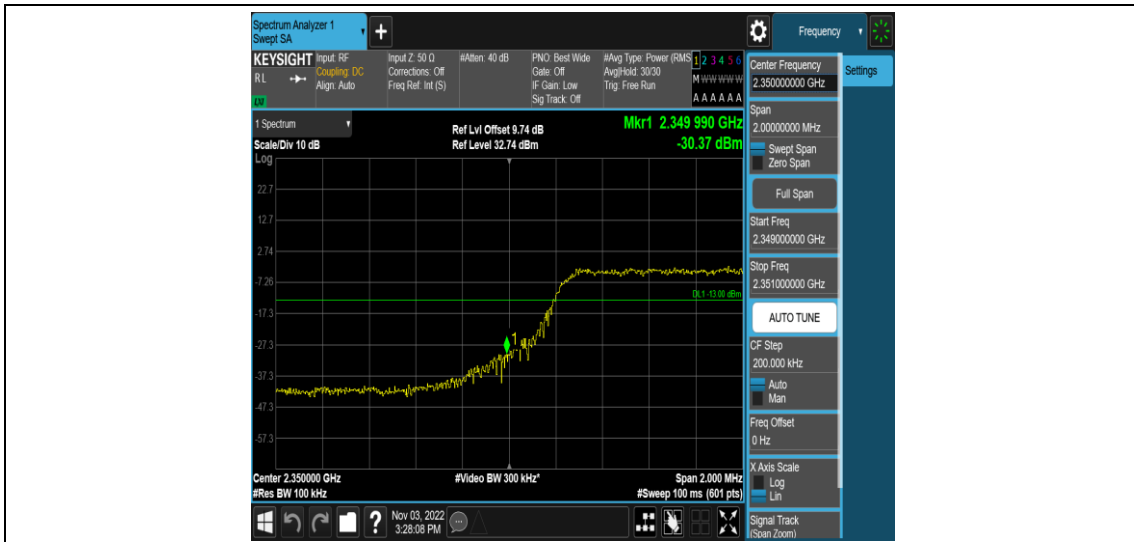 Spectrum Analyzer 1
Swept SA
+
Frequency
KEYSIGHT
RL
LXI
Input: RF
Coupling: DC
Align: Auto
Input Z: 50 Ω
Corrections: Off
Freq Ref: Int (S)
#Atten: 40 dB
PNO: Best Wide
Gate: Off
IF Gain: Low
Sig Track: Off
#Avg Type: Power (RMS
Avg|Hold: 30/30
Trig: Free Run
1 2 3 4 5 6
M W W W W W
A A A A A A
1 Spectrum
Scale/Div 10 dB
Log
Ref Lvl Offset 9.74 dB
Ref Level 32.74 dBm
Mkr1 2.349 990 GHz
-30.37 dBm
22.7
12.7
2.74
-7.26
-17.3
-27.3
-37.3
-47.3
-57.3
DL1 -13.00 dBm
1
Center 2.350000 GHz
#Res BW 100 kHz
#Video BW 300 kHz*
Span 2.000 MHz
#Sweep 100 ms (601 pts)
?
Nov 03, 2022
3:28:08 PM
Center Frequency
2.350000000 GHz
Settings
Span
2.00000000 MHz
Swept Span
Zero Span
Full Span
Start Freq
2.349000000 GHz
Stop Freq
2.351000000 GHz
AUTO TUNE
CF Step
200.000 kHz
Auto
Man
Freq Offset
0 Hz
X Axis Scale
Log
Lin
Signal Track
(Span Zoom)